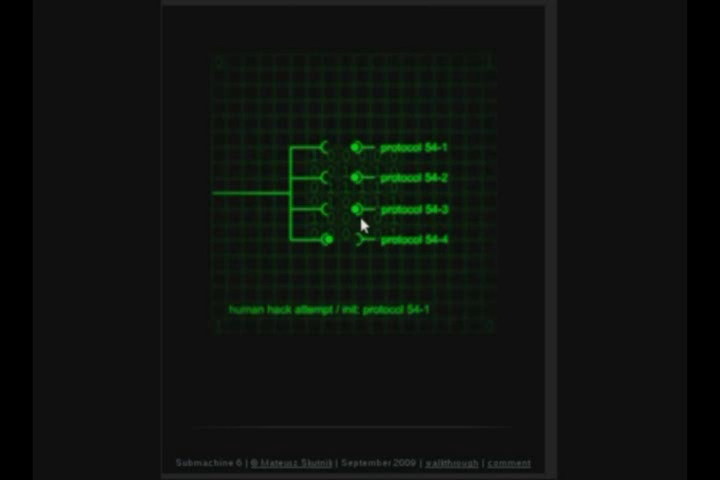 protocol 54-1
protocol 54-2
protocol 54-3
protocol 54-4
human hack attempt / init: protocol 54-1
Submachine 6 | © Mateusz Skutnik | September 2009 | walkthrough | comment